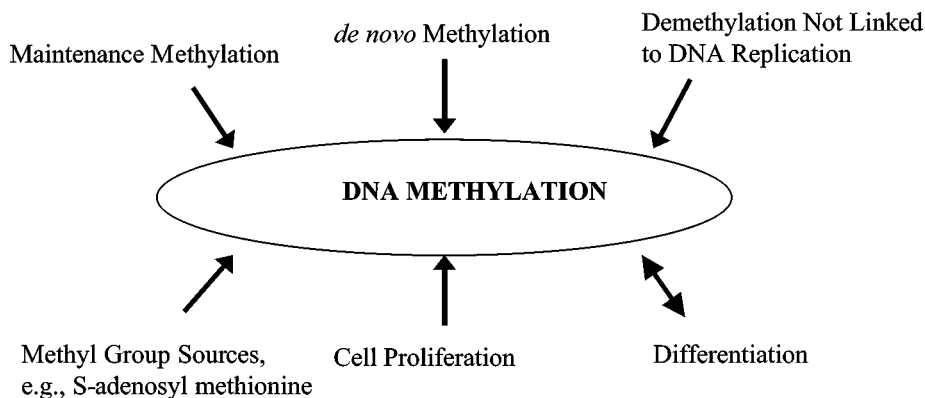 Maintenance Methylation
de novo Methylation
Demethylation Not Linked
to DNA Replication
DNA METHYLATION
Methyl Group Sources,
e.g., S-adenosyl methionine
Cell Proliferation
Differentiation